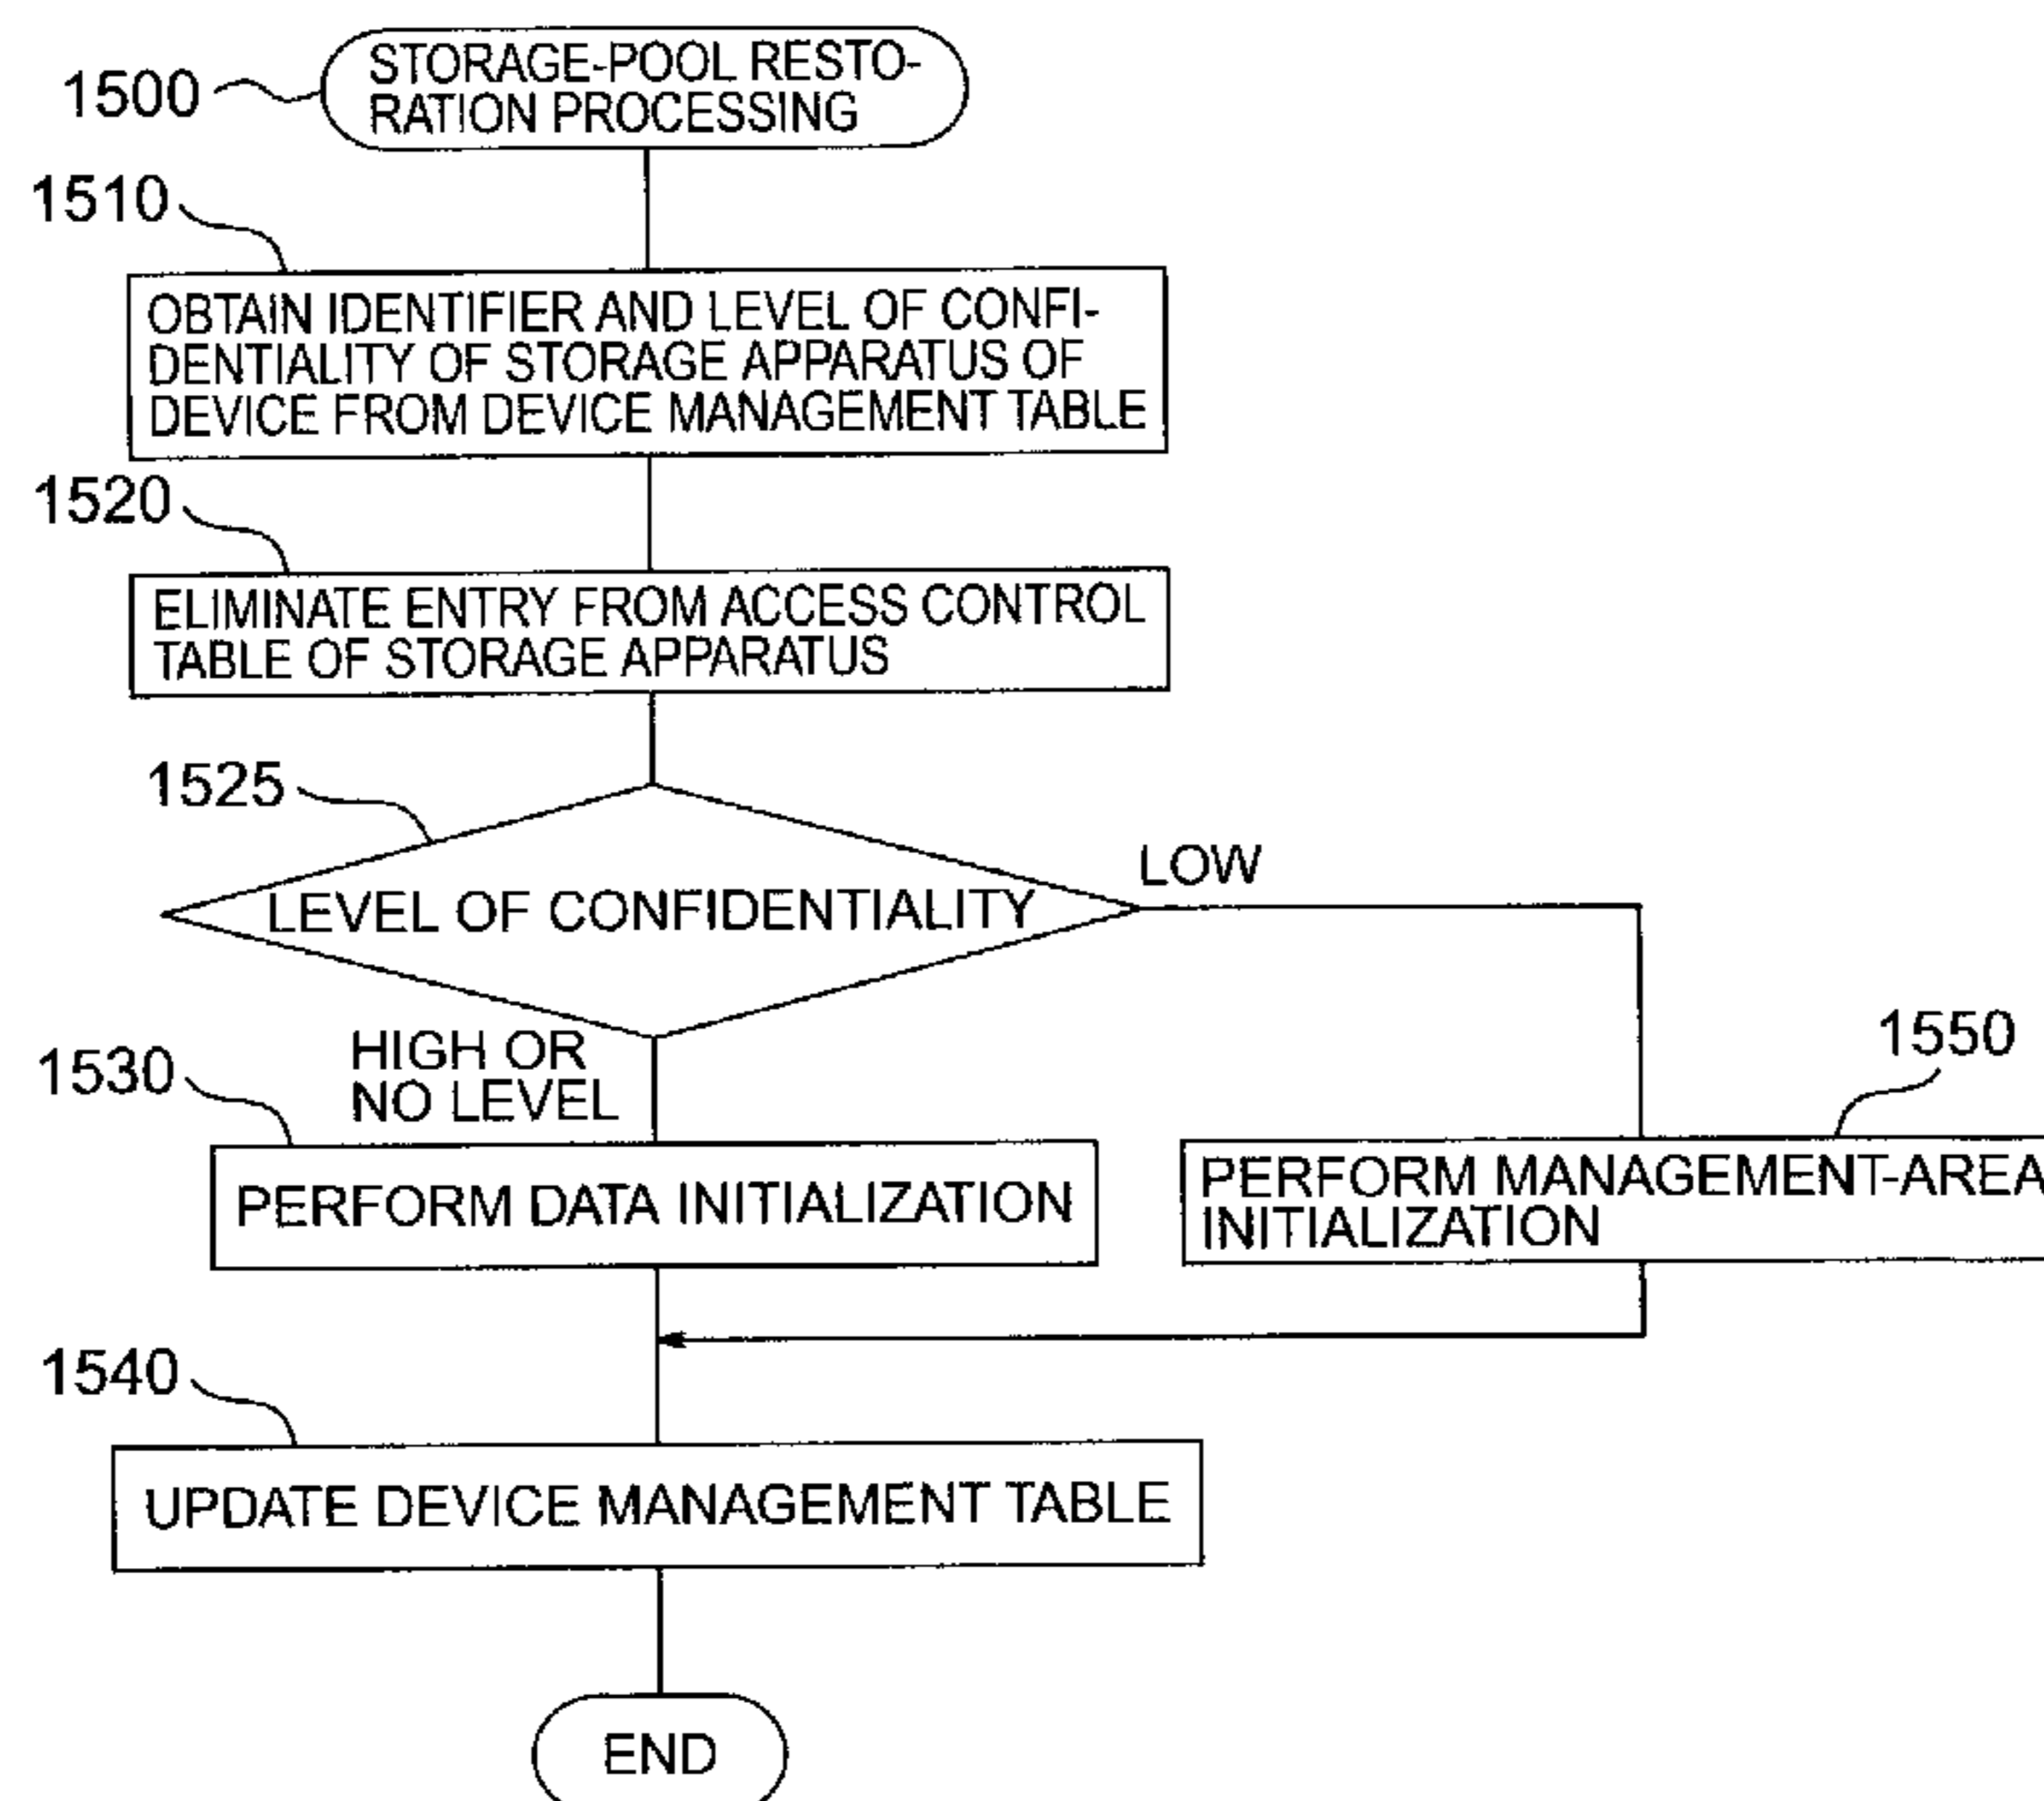 1500
STORAGE-POOL RESTO-
RATION PROCESSING
1510
OBTAIN IDENTIFIER AND LEVEL OF CONFI-
DENTIALITY OF STORAGE APPARATUS OF
DEVICE FROM DEVICE MANAGEMENT TABLE
1520
ELIMINATE ENTRY FROM ACCESS CONTROL
TABLE OF STORAGE APPARATUS
1525
LEVEL OF CONFIDENTIALITY
LOW
HIGH OR
NO LEVEL
1530
PERFORM DATA INITIALIZATION
1550
PERFORM MANAGEMENT-AREA
INITIALIZATION
1540
UPDATE DEVICE MANAGEMENT TABLE
END